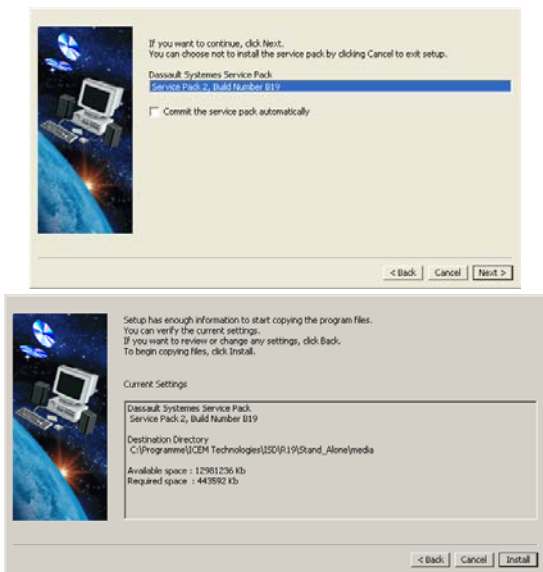 If you want to continue, click Next.
You can choose not to install the service pack by clicking Cancel to exit setup.
Dassault Systemes Service Pack
Service Pack 2, Build Number B19
Commit the service pack automatically
< Back
Cancel
Next >
Setup has enough information to start copying the program files.
You can verify the current settings.
If you want to review or change any settings, click Back.
To begin copying files, click Install.
Current Settings
Dassault Systemes Service Pack
Service Pack 2, Build Number B19
Destination Directory
C:\Programme\ICEM Technologies\ISD\R19\Stand_Alone\media
Available space : 12981236 Kb
Required space : 443592 Kb
< Back
Cancel
Install